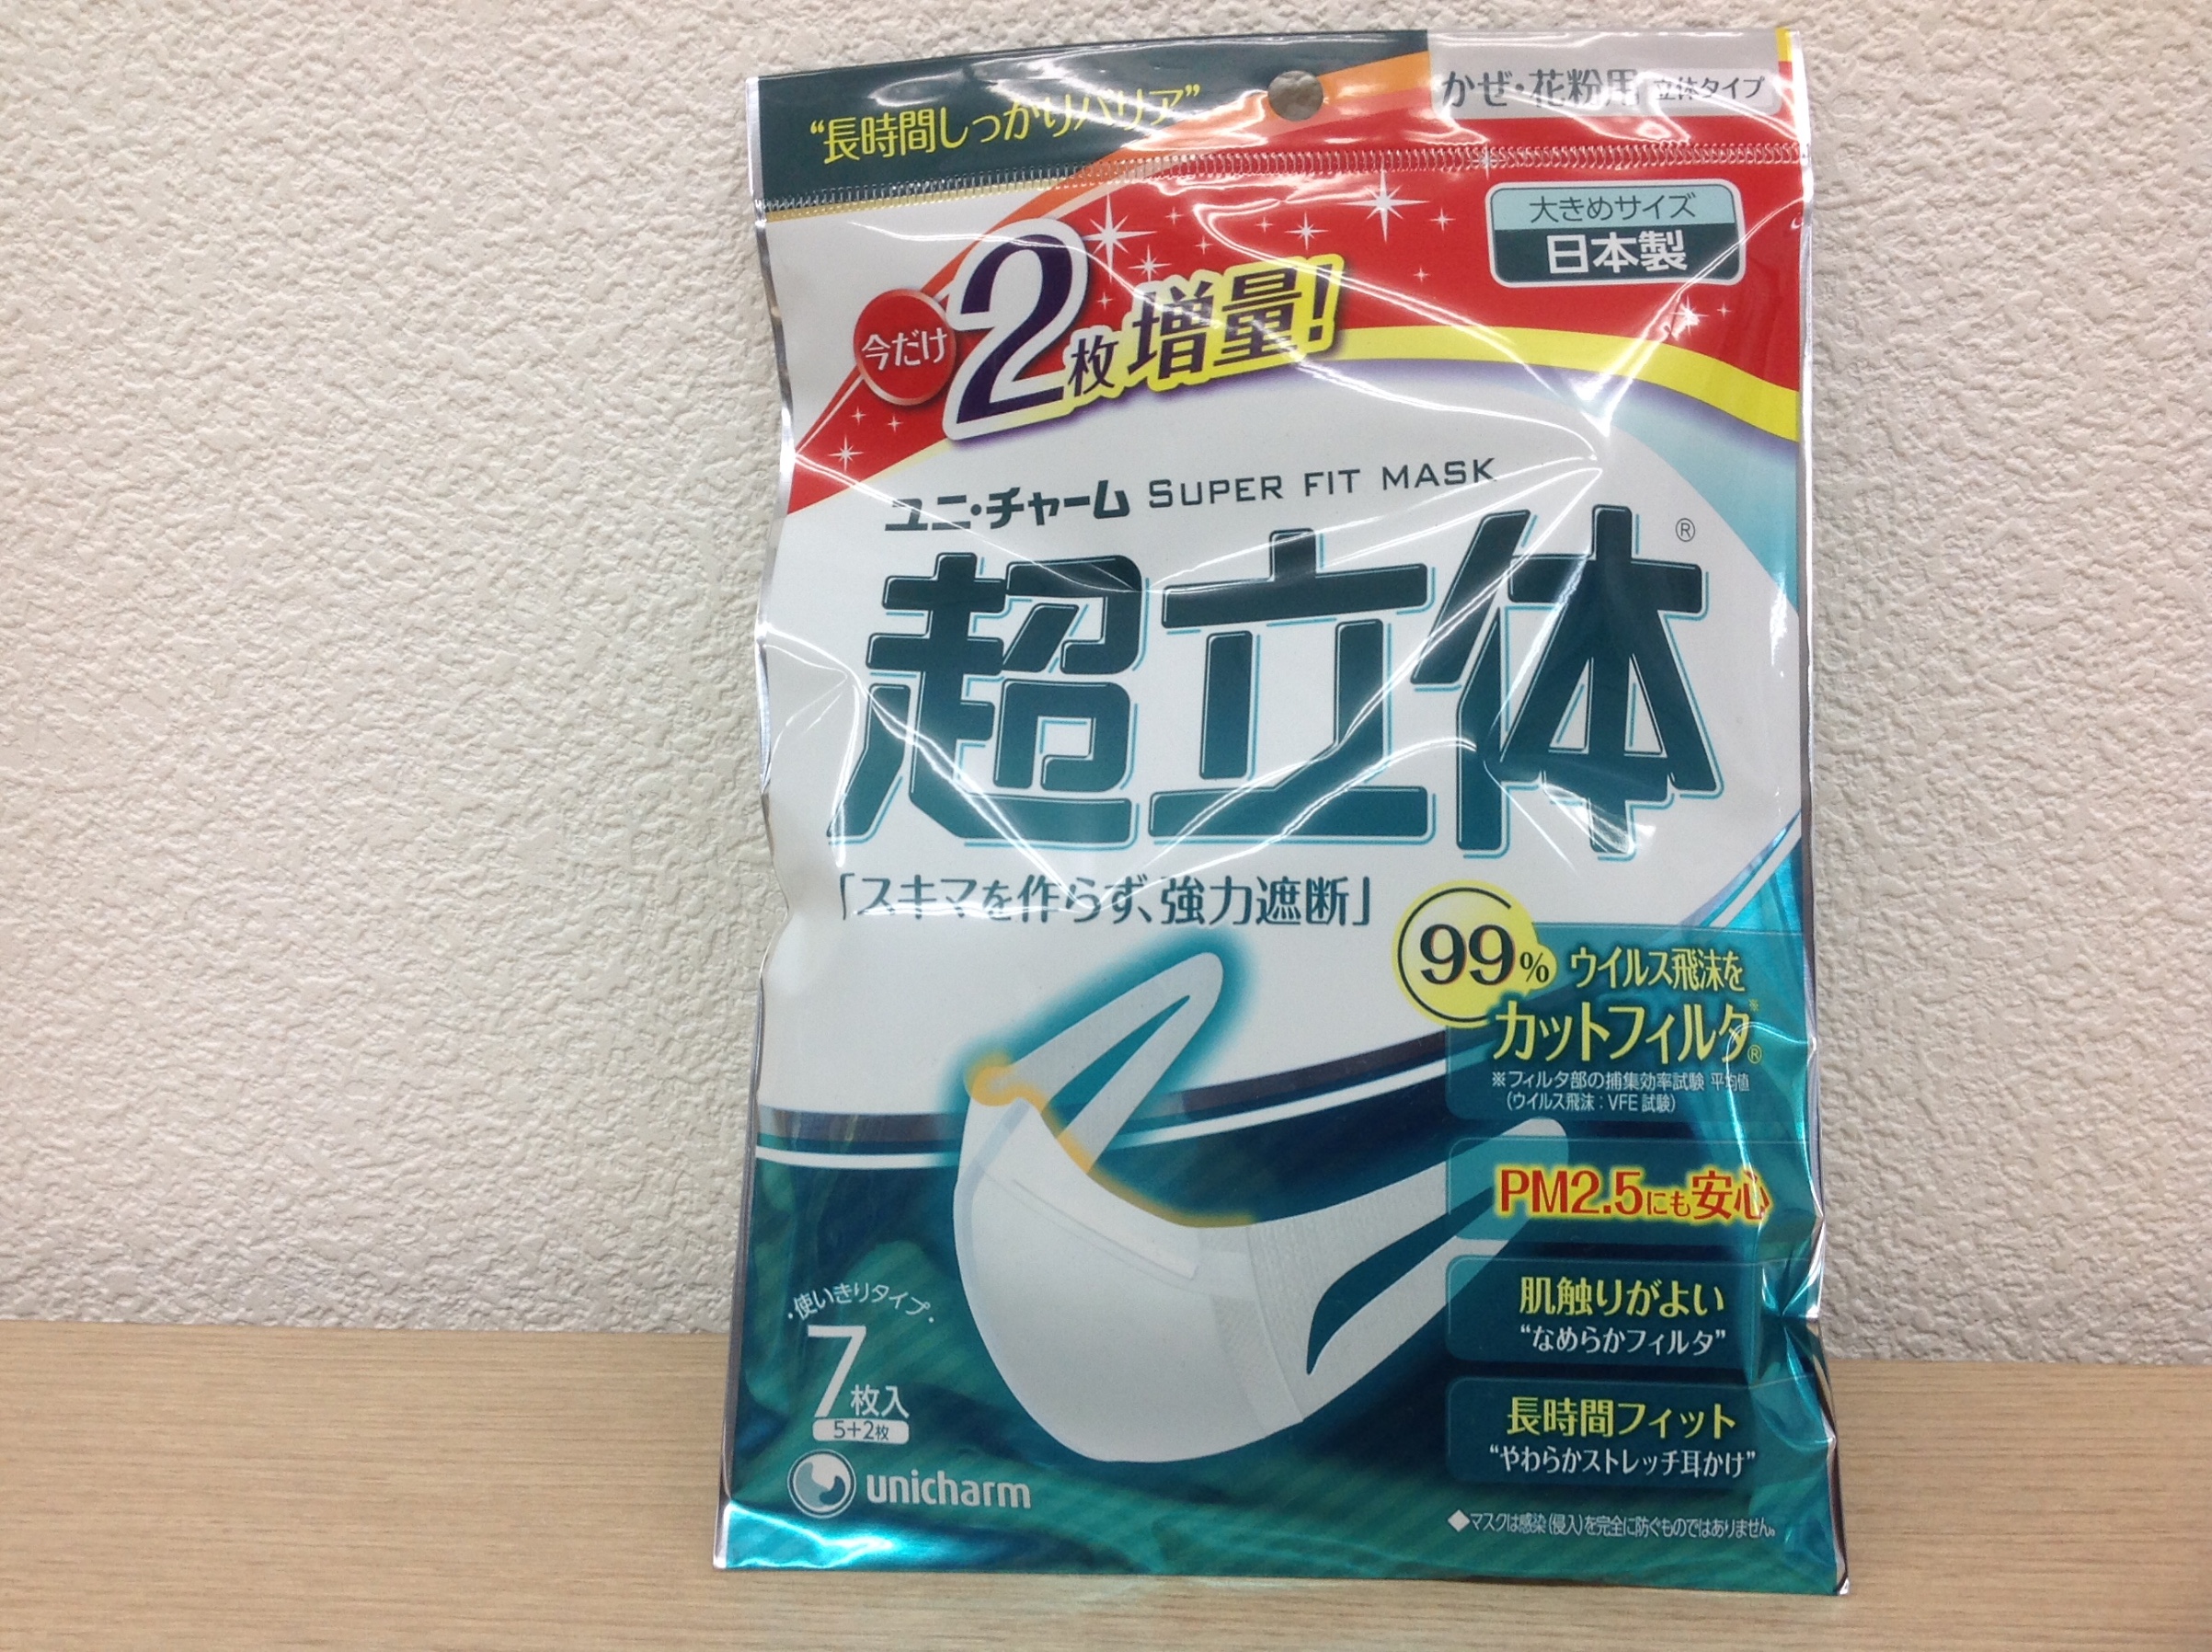 “長時間しっかりバリア”
かぜ・花粉用 立体タイプ
大きめサイズ
日本製
今だけ
2枚増量!
ユニ・チャーム SUPER FIT MASK
超立体®
「スキマを作らず、強力遮断」
99% ウイルス飛沫を
カットフィルタ※®
※フィルタ部の捕集効率試験 平均値
(ウイルス飛沫:VFE試験)
PM2.5にも安心
肌触りがよい
“なめらかフィルタ”
長時間フィット
“やわらかストレッチ耳かけ”
・使いきりタイプ・
7枚入
5+2枚
unicharm
◆マスクは感染(侵入)を完全に防ぐものではありません。